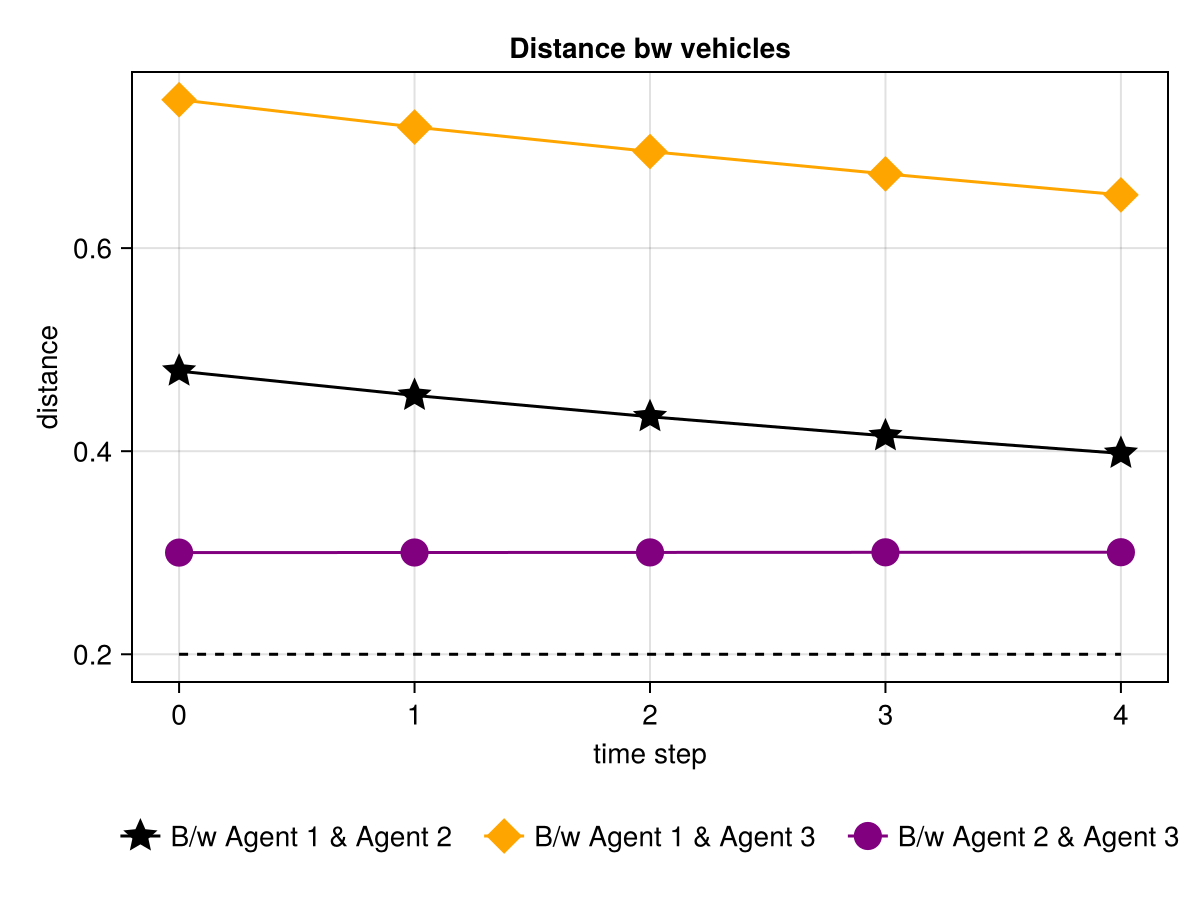 Distance bw vehicles
0.6
0.4
0.2
distance
0 1 2 3 4
time step
B/w Agent 1 & Agent 2 B/w Agent 1 & Agent 3 B/w Agent 2 & Agent 3